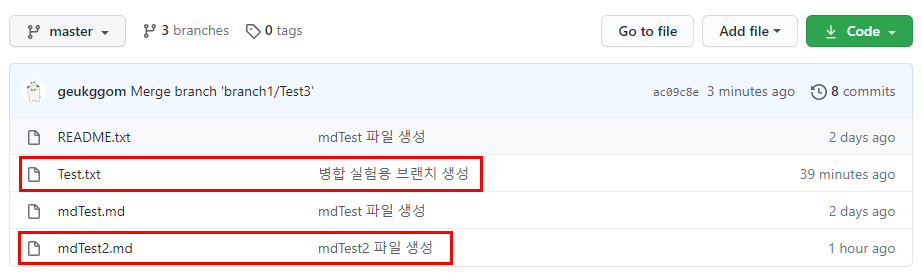 master 3 branches 0 tags Go to file Add file Code
geukggom Merge branch 'branch1/Test3' ac09c8e 3 minutes ago 8 commits
README.txt mdTest 파일 생성 2 days ago
Test.txt 병합 실험용 브랜치 생성 39 minutes ago
mdTest.md mdTest 파일 생성 2 days ago
mdTest2.md mdTest2 파일 생성 1 hour ago